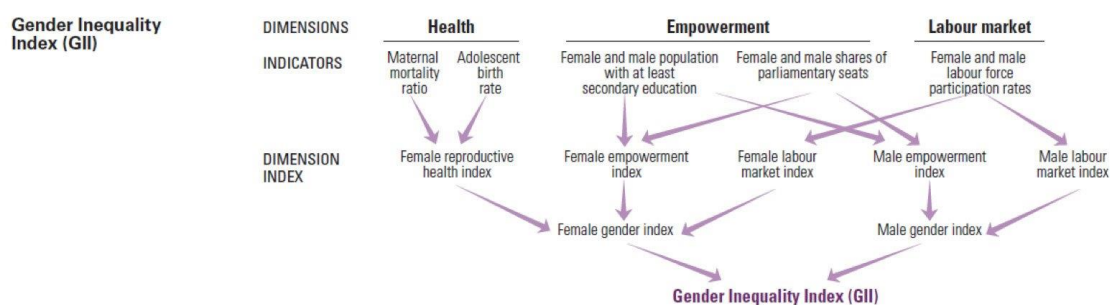 Gender Inequality
Index (GII)
DIMENSIONS
Health
Empowerment
Labour market
INDICATORS
Maternal
mortality
ratio
Adolescent
birth
rate
Female and male population
with at least
secondary education
Female and male shares of
parliamentary seats
Female and male
labour force
participation rates
DIMENSION
INDEX
Female reproductive
health index
Female empowerment
index
Female labour
market index
Male empowerment
index
Male labour
market index
Female gender index
Male gender index
Gender Inequality Index (GII)